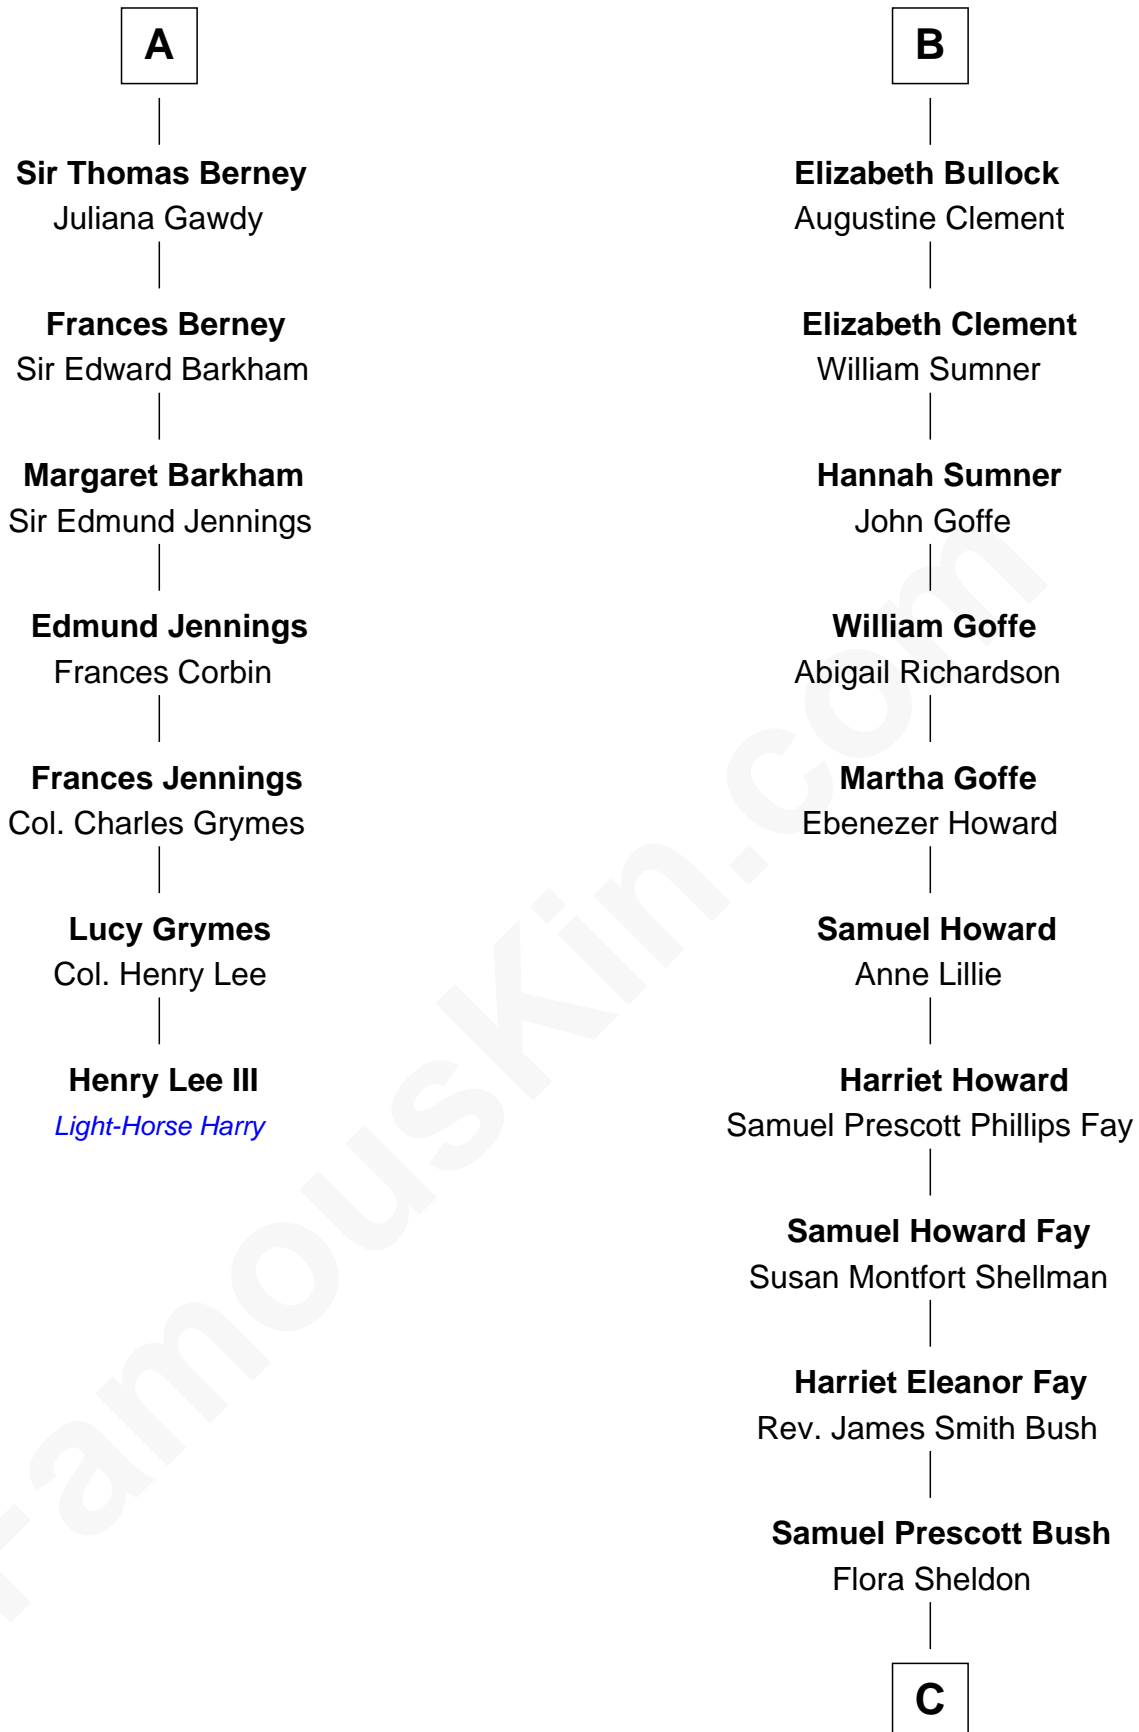 A
Sir Thomas Berney
Juliana Gawdy
Frances Berney
Sir Edward Barkham
Margaret Barkham
Sir Edmund Jennings
Edmund Jennings
Frances Corbin
Frances Jennings
Col. Charles Grymes
Lucy Grymes
Col. Henry Lee
Henry Lee III
Light-Horse Harry
B
Elizabeth Bullock
Augustine Clement
Elizabeth Clement
William Sumner
Hannah Sumner
John Goffe
William Goffe
Abigail Richardson
Martha Goffe
Ebenezer Howard
Samuel Howard
Anne Lillie
Harriet Howard
Samuel Prescott Phillips Fay
Samuel Howard Fay
Susan Montfort Shellman
Harriet Eleanor Fay
Rev. James Smith Bush
Samuel Prescott Bush
Flora Sheldon
C
FamousKin.com